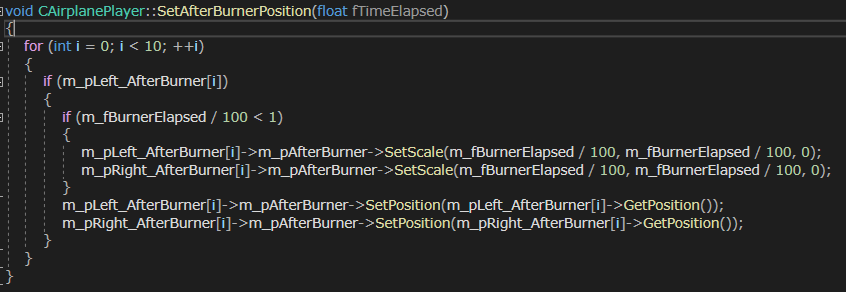 void CAirplanePlayer::SetAfterBurnerPosition(float fTimeElapsed)
{
    for (int i = 0; i < 10; ++i)
    {
        if (m_pLeft_AfterBurner[i])
        {
            if (m_fBurnerElapsed / 100 < 1)
            {
                m_pLeft_AfterBurner[i]->m_pAfterBurner->SetScale(m_fBurnerElapsed / 100, m_fBurnerElapsed / 100, 0);
                m_pRight_AfterBurner[i]->m_pAfterBurner->SetScale(m_fBurnerElapsed / 100, m_fBurnerElapsed / 100, 0);
            }
            m_pLeft_AfterBurner[i]->m_pAfterBurner->SetPosition(m_pLeft_AfterBurner[i]->GetPosition());
            m_pRight_AfterBurner[i]->m_pAfterBurner->SetPosition(m_pRight_AfterBurner[i]->GetPosition());
        }
    }
}